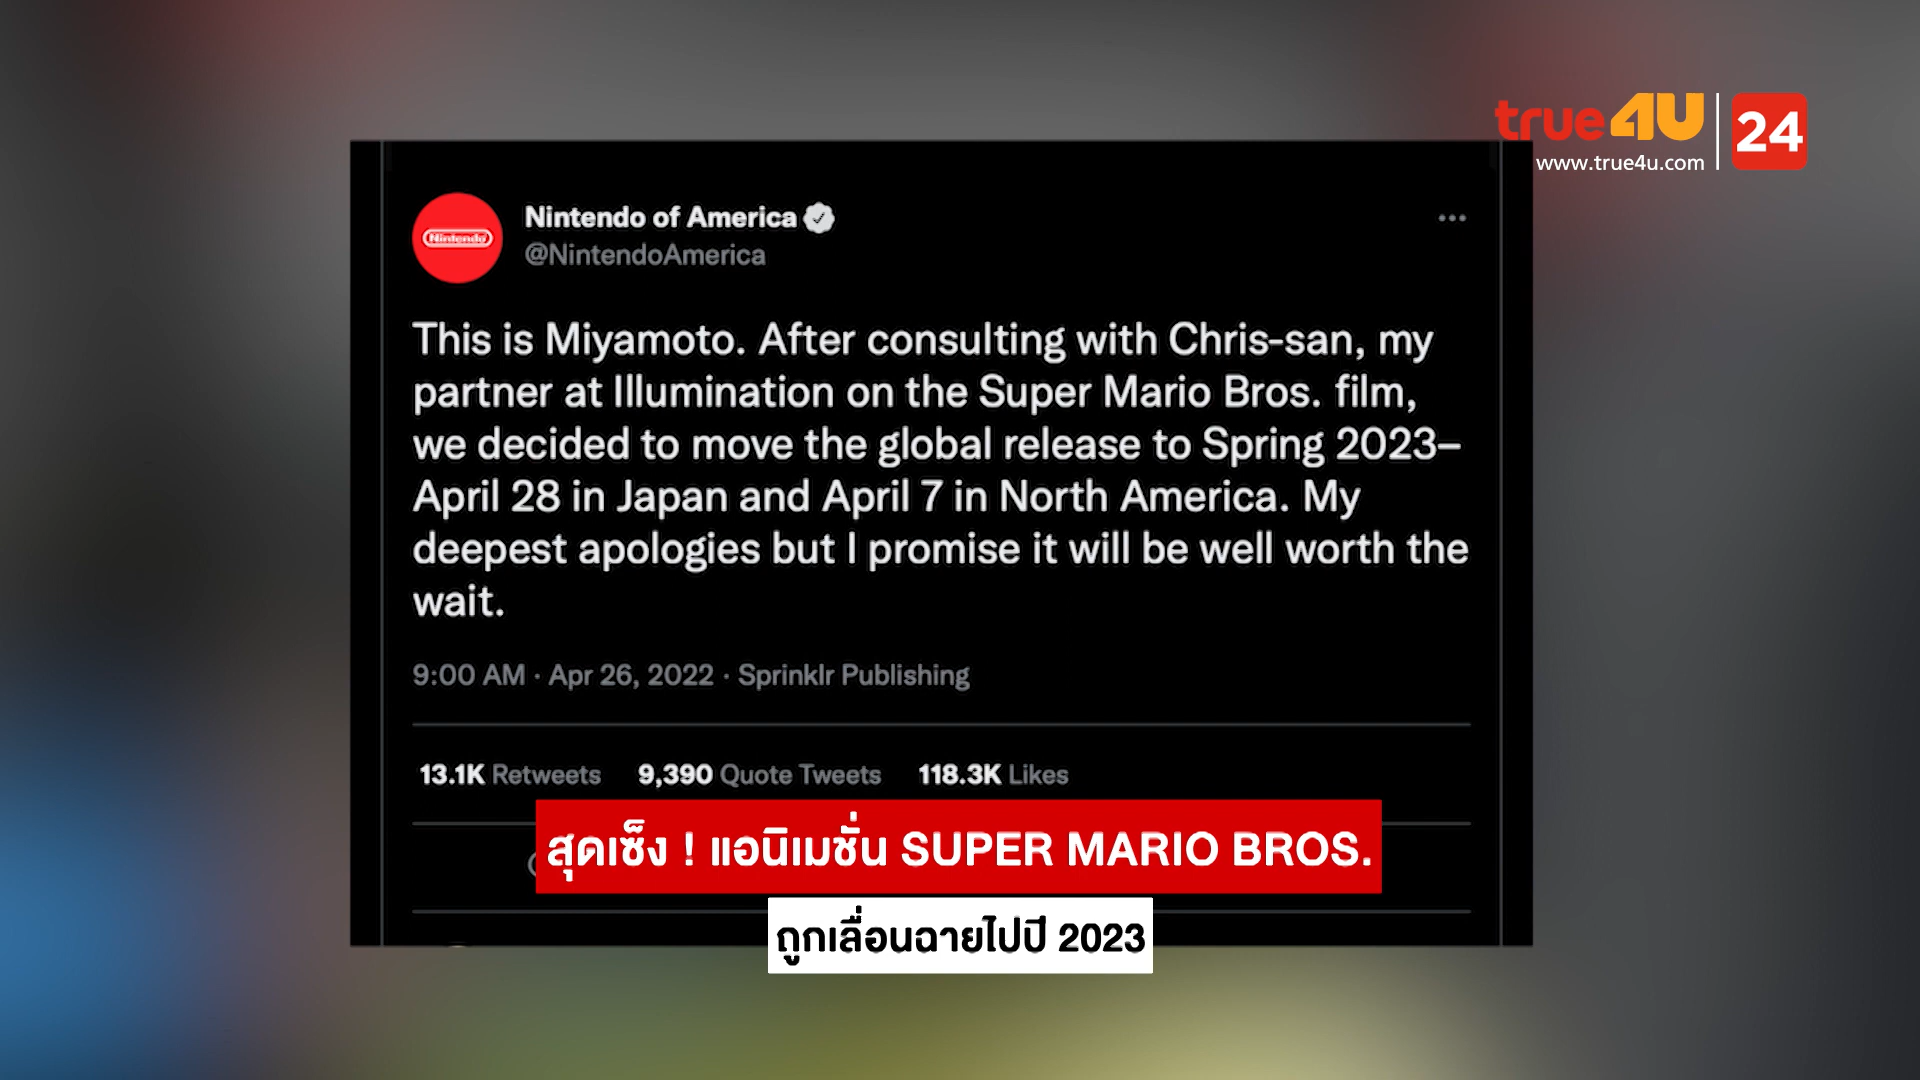 true4U
24
www.true4u.com
Nintendo
Nintendo of America
@NintendoAmerica
This is Miyamoto. After consulting with Chris-san, my
partner at Illumination on the Super Mario Bros. film,
we decided to move the global release to Spring 2023–
April 28 in Japan and April 7 in North America. My
deepest apologies but I promise it will be well worth the
wait.
9:00 AM · Apr 26, 2022 · Sprinklr Publishing
13.1K Retweets 9,390 Quote Tweets 118.3K Likes
สุดเซ็ง ! แอนิเมชั่น SUPER MARIO BROS.
ถูกเลื่อนฉายไปปี 2023